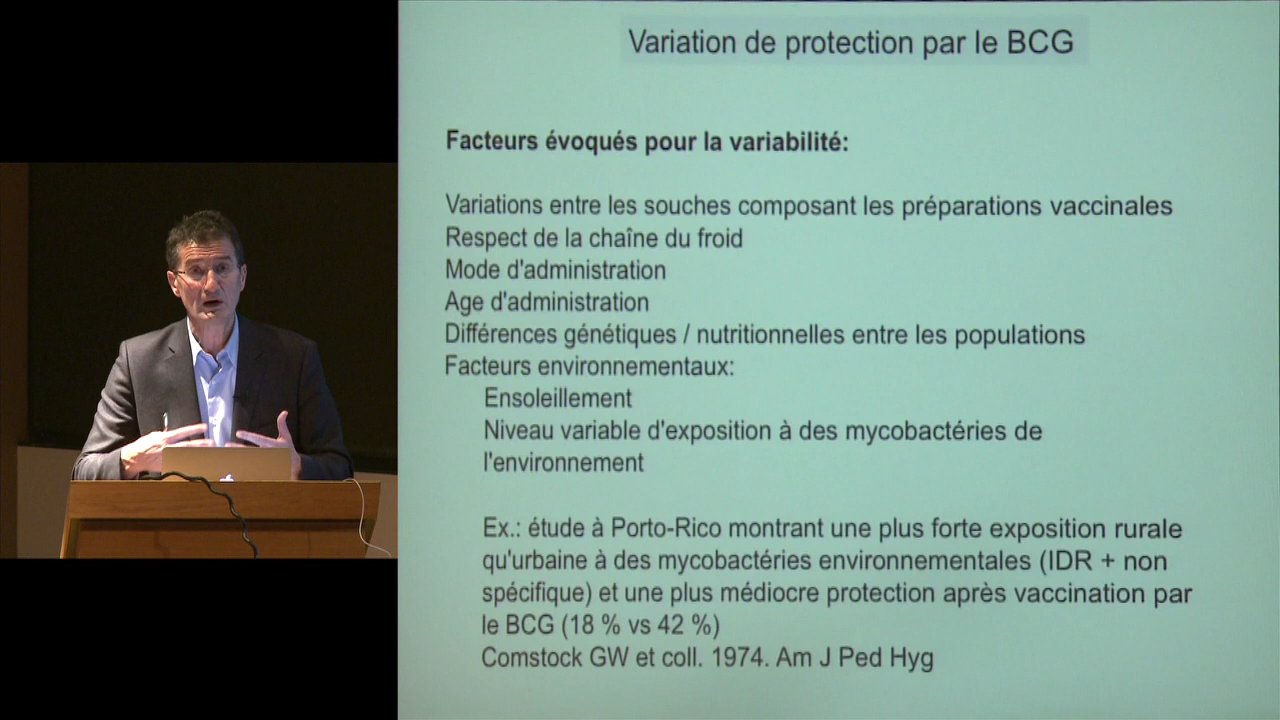 Variation de protection par le BCG
Facteurs évoqués pour la variabilité:
Variations entre les souches composant les préparations vaccinales
Respect de la chaîne du froid
Mode d'administration
Age d'administration
Différences génétiques / nutritionnelles entre les populations
Facteurs environnementaux:
Ensoleillement
Niveau variable d'exposition à des mycobactéries de
l'environnement
Ex.: étude à Porto-Rico montrant une plus forte exposition rurale
qu'urbaine à des mycobactéries environnementales (IDR + non
spécifique) et une plus médiocre protection après vaccination par
le BCG (18 % vs 42 %)
Comstock GW et coll. 1974. Am J Ped Hyg